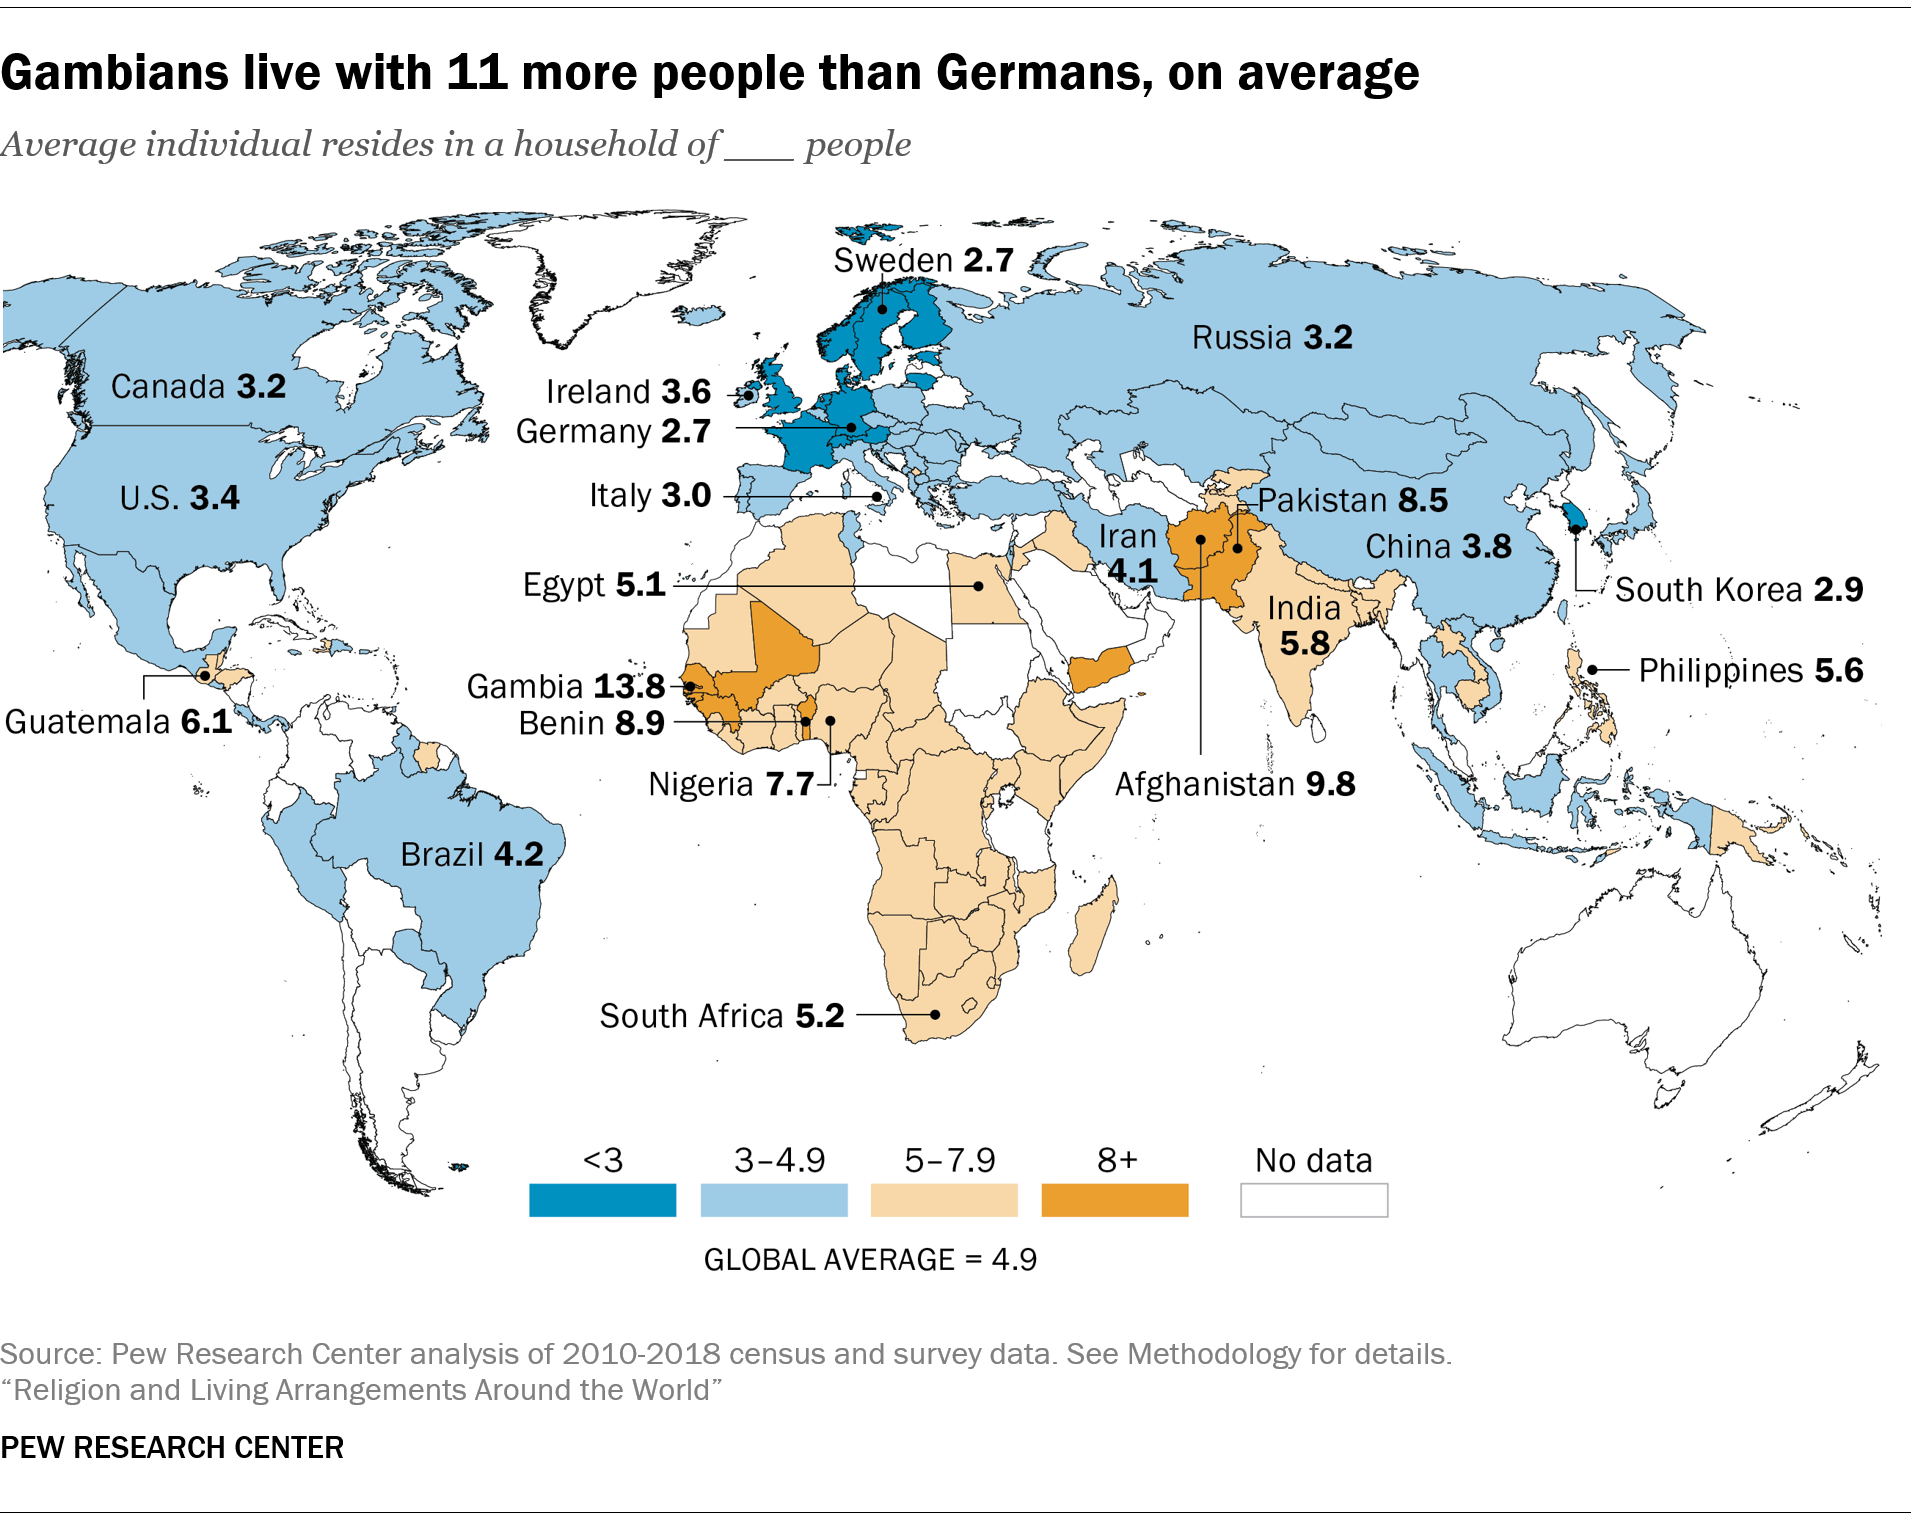 Gambians live with 11 more people than Germans, on average
Average individual resides in a household of ___ people
Sweden 2.7
Russia 3.2
Canada 3.2
Ireland 3.6
Germany 2.7
U.S. 3.4
Italy 3.0
Pakistan 8.5
Iran
4.1
China 3.8
Egypt 5.1
South Korea 2.9
India
5.8
Gambia 13.8
Philippines 5.6
Guatemala 6.1
Benin 8.9
Nigeria 7.7
Afghanistan 9.8
Brazil 4.2
South Africa 5.2
<3
3–4.9
5–7.9
8+
No data
GLOBAL AVERAGE = 4.9
Source: Pew Research Center analysis of 2010-2018 census and survey data. See Methodology for details.
“Religion and Living Arrangements Around the World”
PEW RESEARCH CENTER